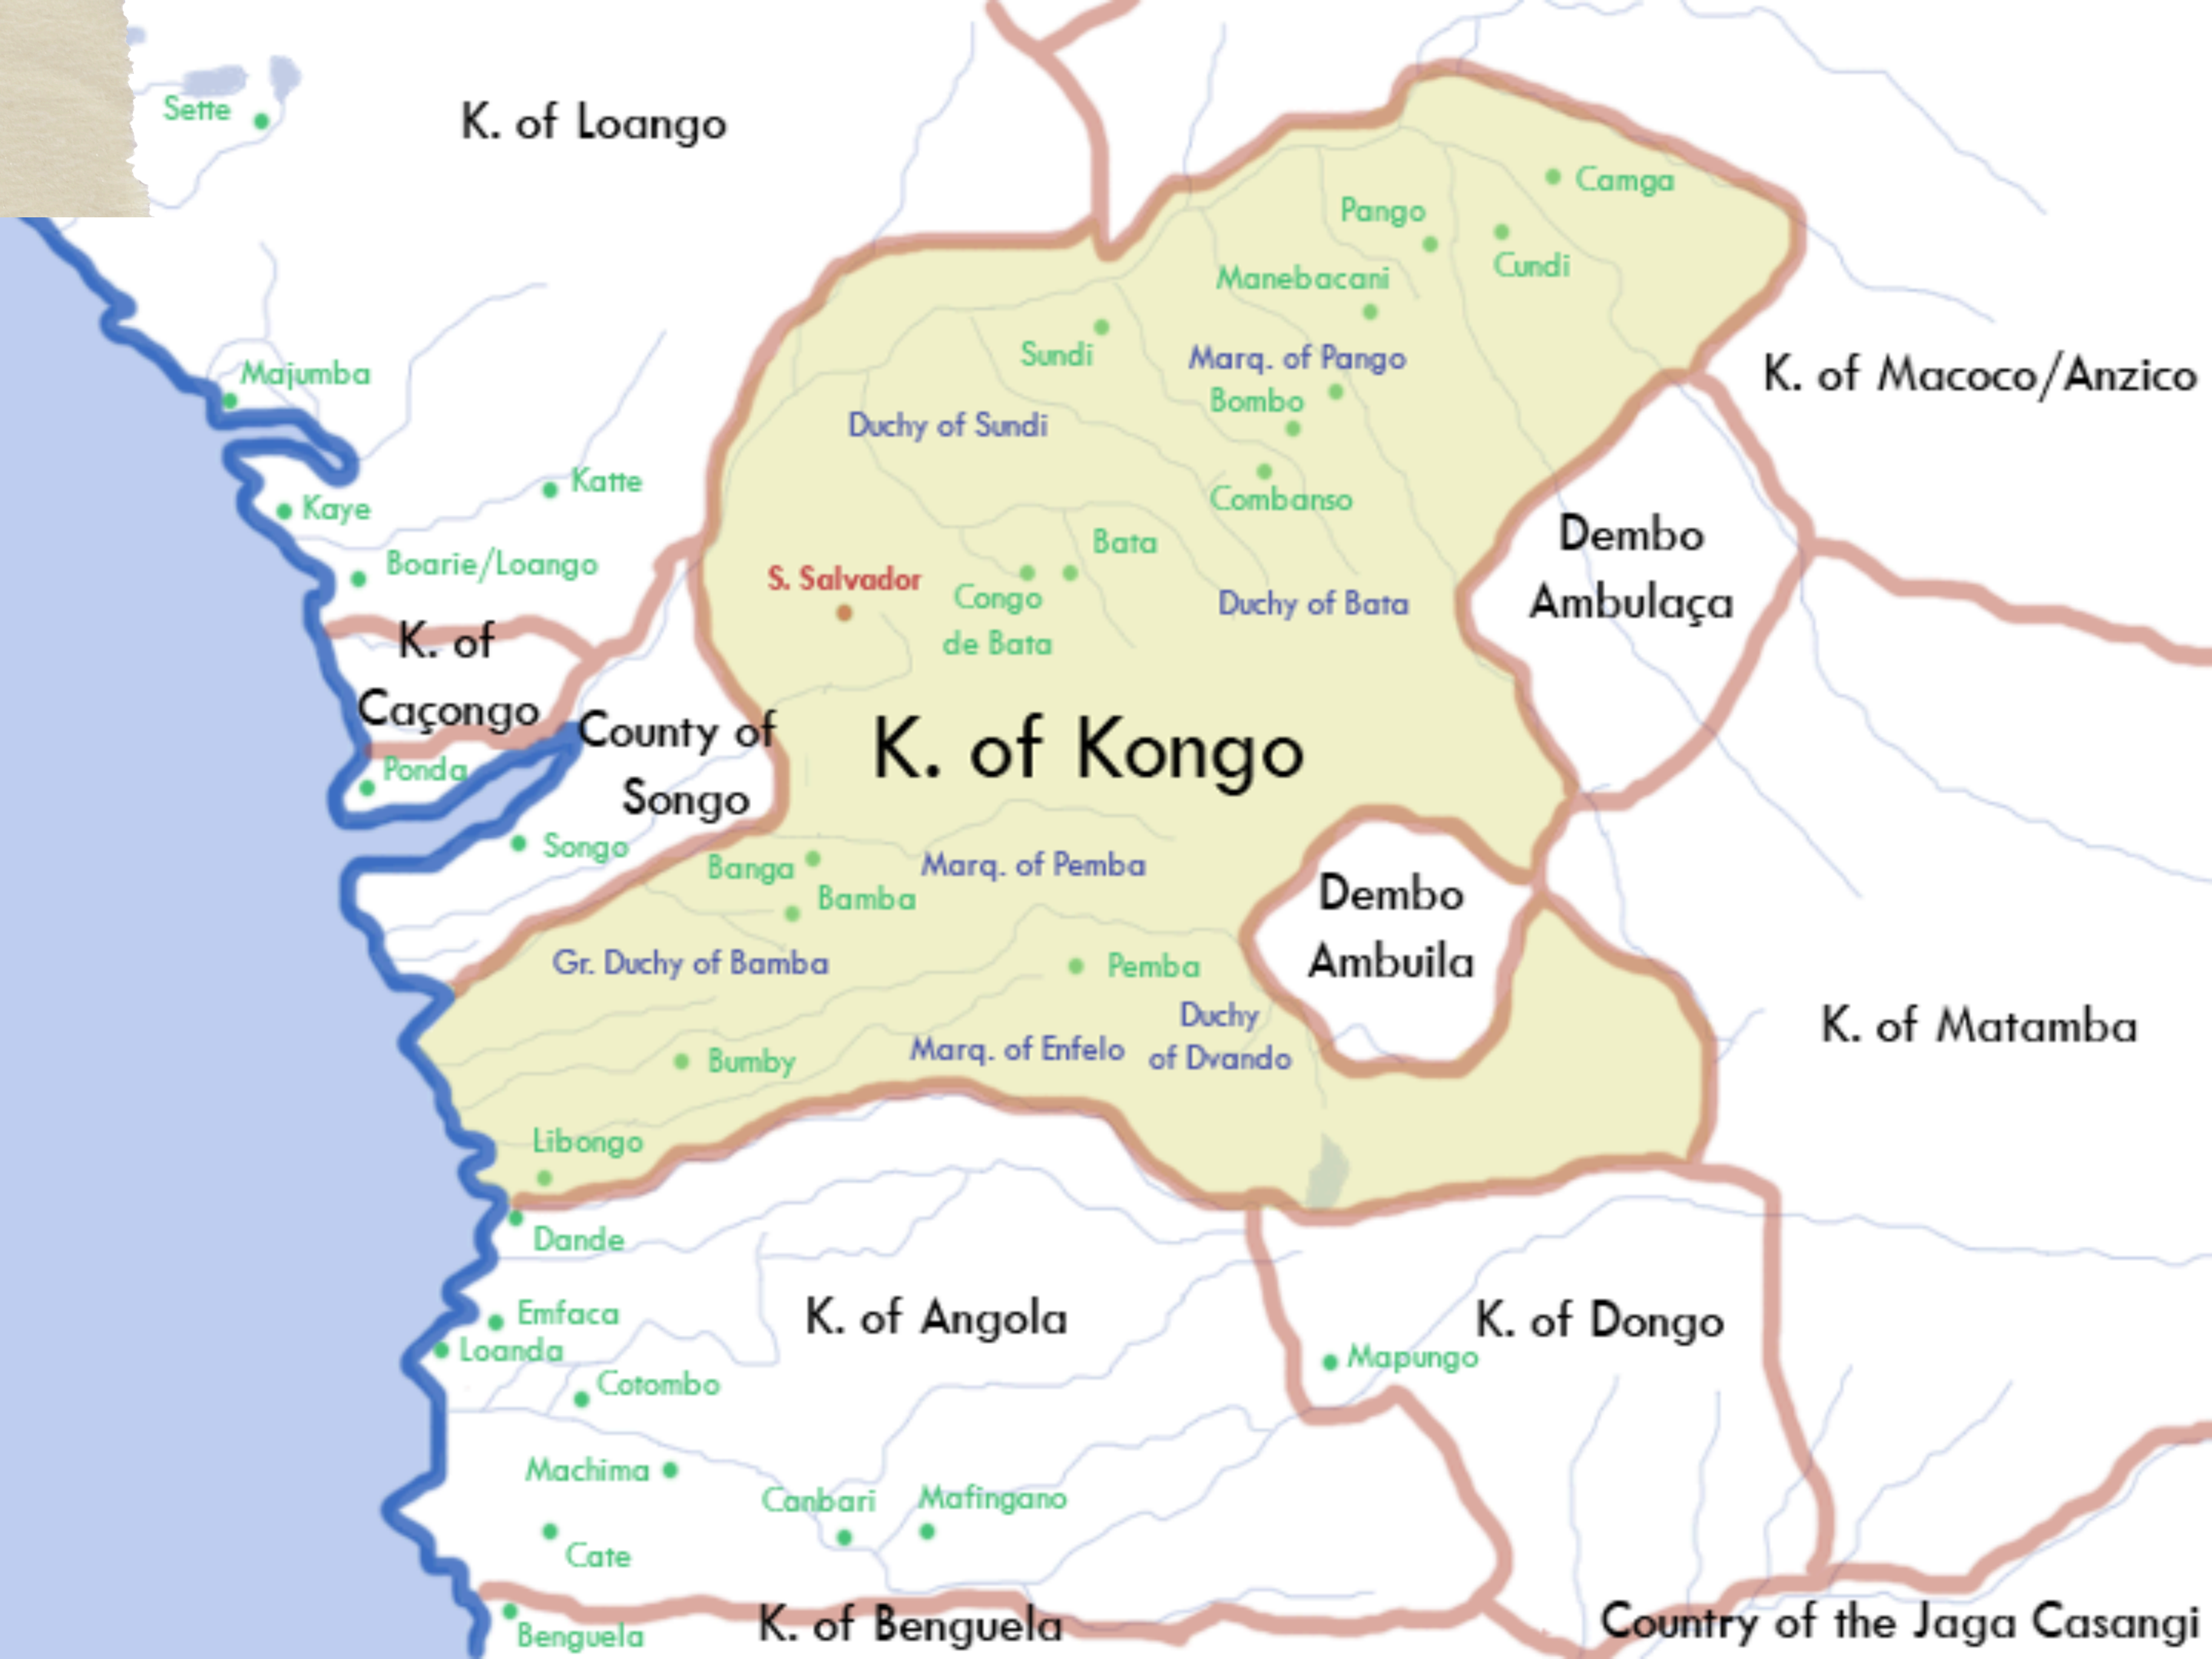 Sette
K. of Loango
Camga
Pango
Cundi
Manebacani
Sundi
Marq. of Pango
K. of Macoco/Anzico
Majumba
Bombo
Duchy of Sundi
Katte
Combanso
Kaye
Dembo
Ambulaça
Bata
Boarie/Loango
S. Salvador
Congo
de Bata
Duchy of Bata
K. of
Caçongo
County of
Songo
K. of Kongo
Ponda
Songo
Banga
Marq. of Pemba
Bamba
Dembo
Ambuila
Gr. Duchy of Bamba
Pemba
Duchy
of Dvando
Marq. of Enfelo
K. of Matamba
Bumby
Libongo
Dande
Emfaca
K. of Angola
K. of Dongo
Loanda
Mapungo
Cotombo
Machima
Canbari
Mafingano
Cate
Benguela
K. of Benguela
Country of the Jaga Casangi